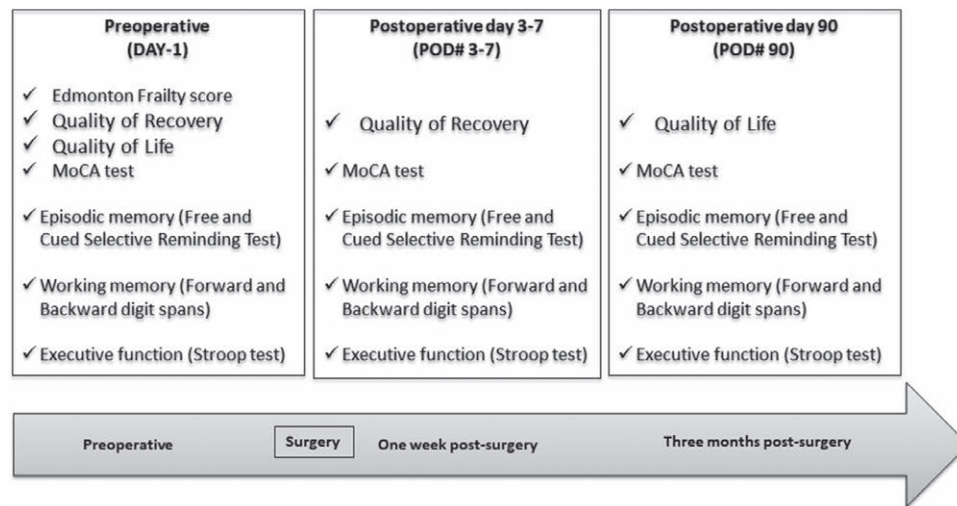 Preoperative
(DAY-1)
✓ Edmonton Frailty score
✓ Quality of Recovery
✓ Quality of Life
✓ MoCA test
✓ Episodic memory (Free and
Cued Selective Reminding Test)
✓ Working memory (Forward and
Backward digit spans)
✓ Executive function (Stroop test)
Postoperative day 3-7
(POD# 3-7)
✓ Quality of Recovery
✓ MoCA test
✓ Episodic memory (Free and
Cued Selective Reminding Test)
✓ Working memory (Forward and
Backward digit spans)
✓ Executive function (Stroop test)
Postoperative day 90
(POD# 90)
✓ Quality of Life
✓ MoCA test
✓ Episodic memory (Free and
Cued Selective Reminding Test)
✓ Working memory (Forward and
Backward digit spans)
✓ Executive function (Stroop test)
Preoperative
Surgery
One week post-surgery
Three months post-surgery